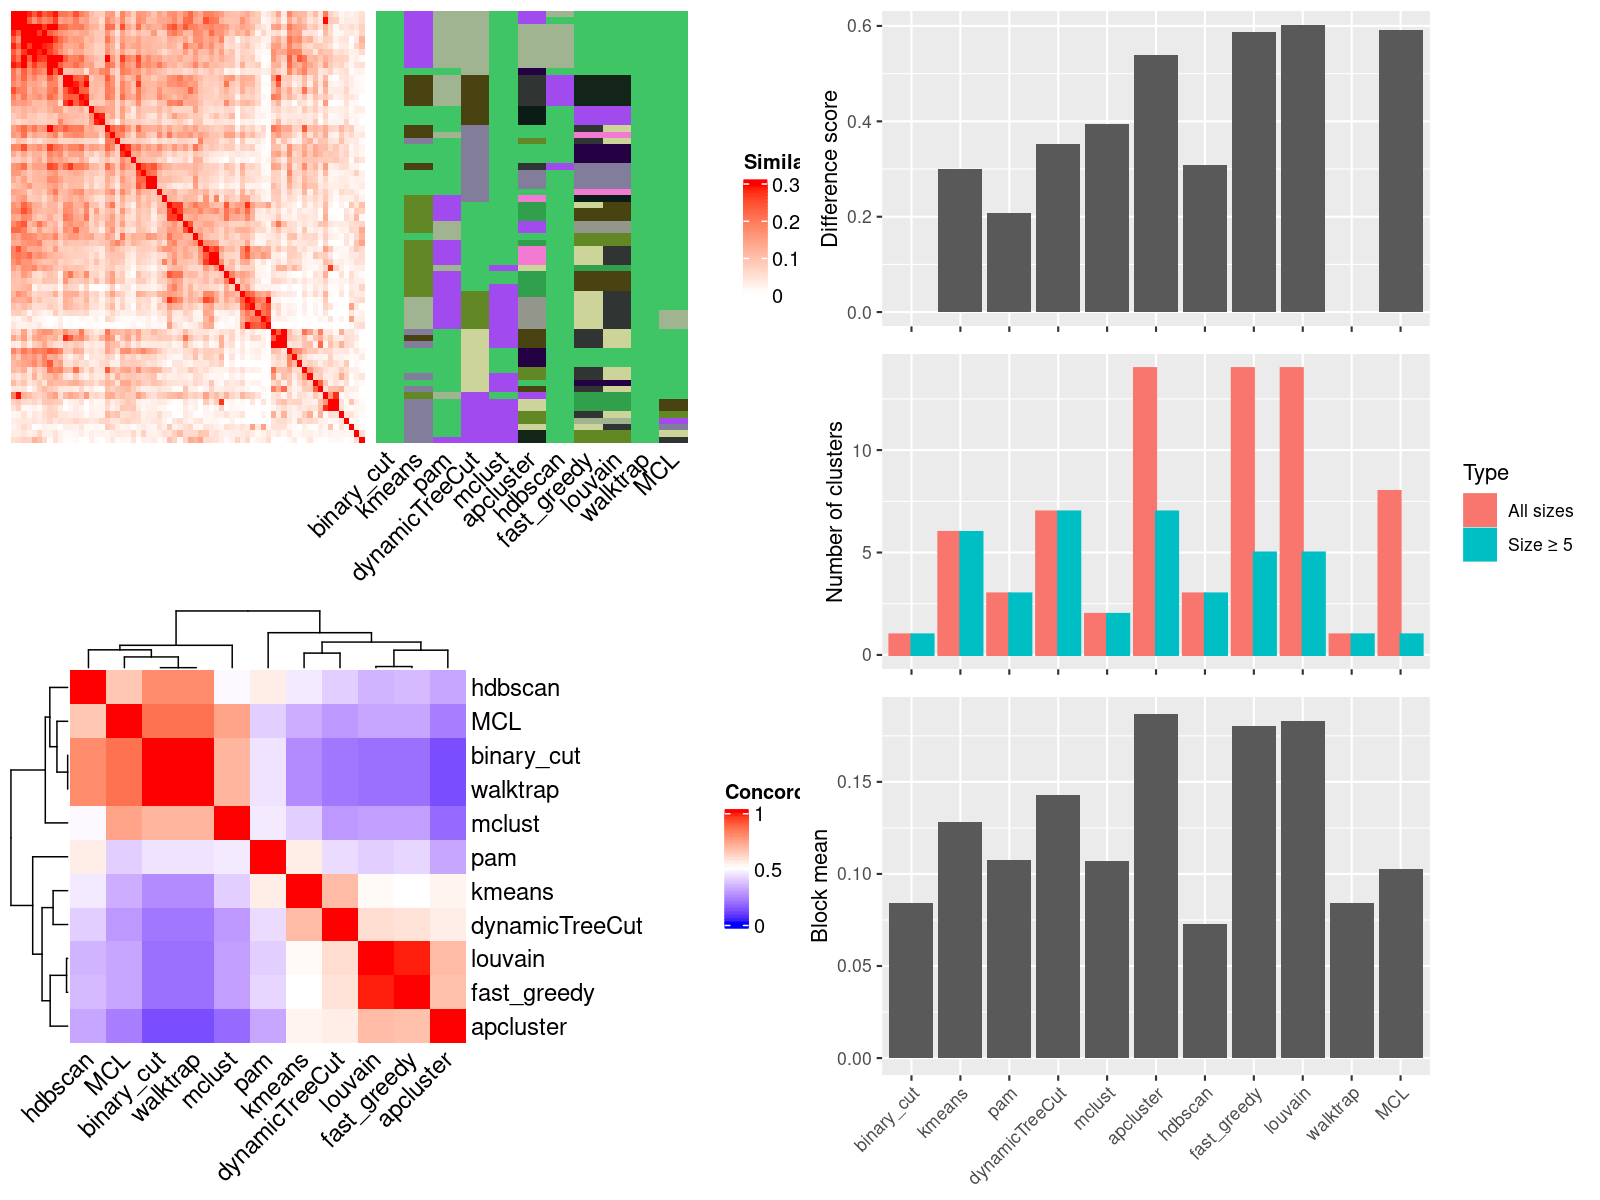 Simila
0.3
0.2
0.1
0
binary_cut
kmeans
pam
dynamicTreeCut
mclust
apcluster
hdbscan
fast_greedy
louvain
walktrap
MCL
hdbscan
MCL
binary_cut
walktrap
mclust
pam
kmeans
dynamicTreeCut
louvain
fast_greedy
apcluster
hdbscan
MCL
binary_cut
walktrap
mclust
pam
kmeans
dynamicTreeCut
louvain
fast_greedy
apcluster
Concord
1
0.5
0
Difference score
0.6
0.4
0.2
0.0
Number of clusters
10
5
0
Type
All sizes
Size ≥ 5
Block mean
0.15
0.10
0.05
0.00
binary_cut
kmeans
pam
dynamicTreeCut
mclust
apcluster
hdbscan
fast_greedy
louvain
walktrap
MCL